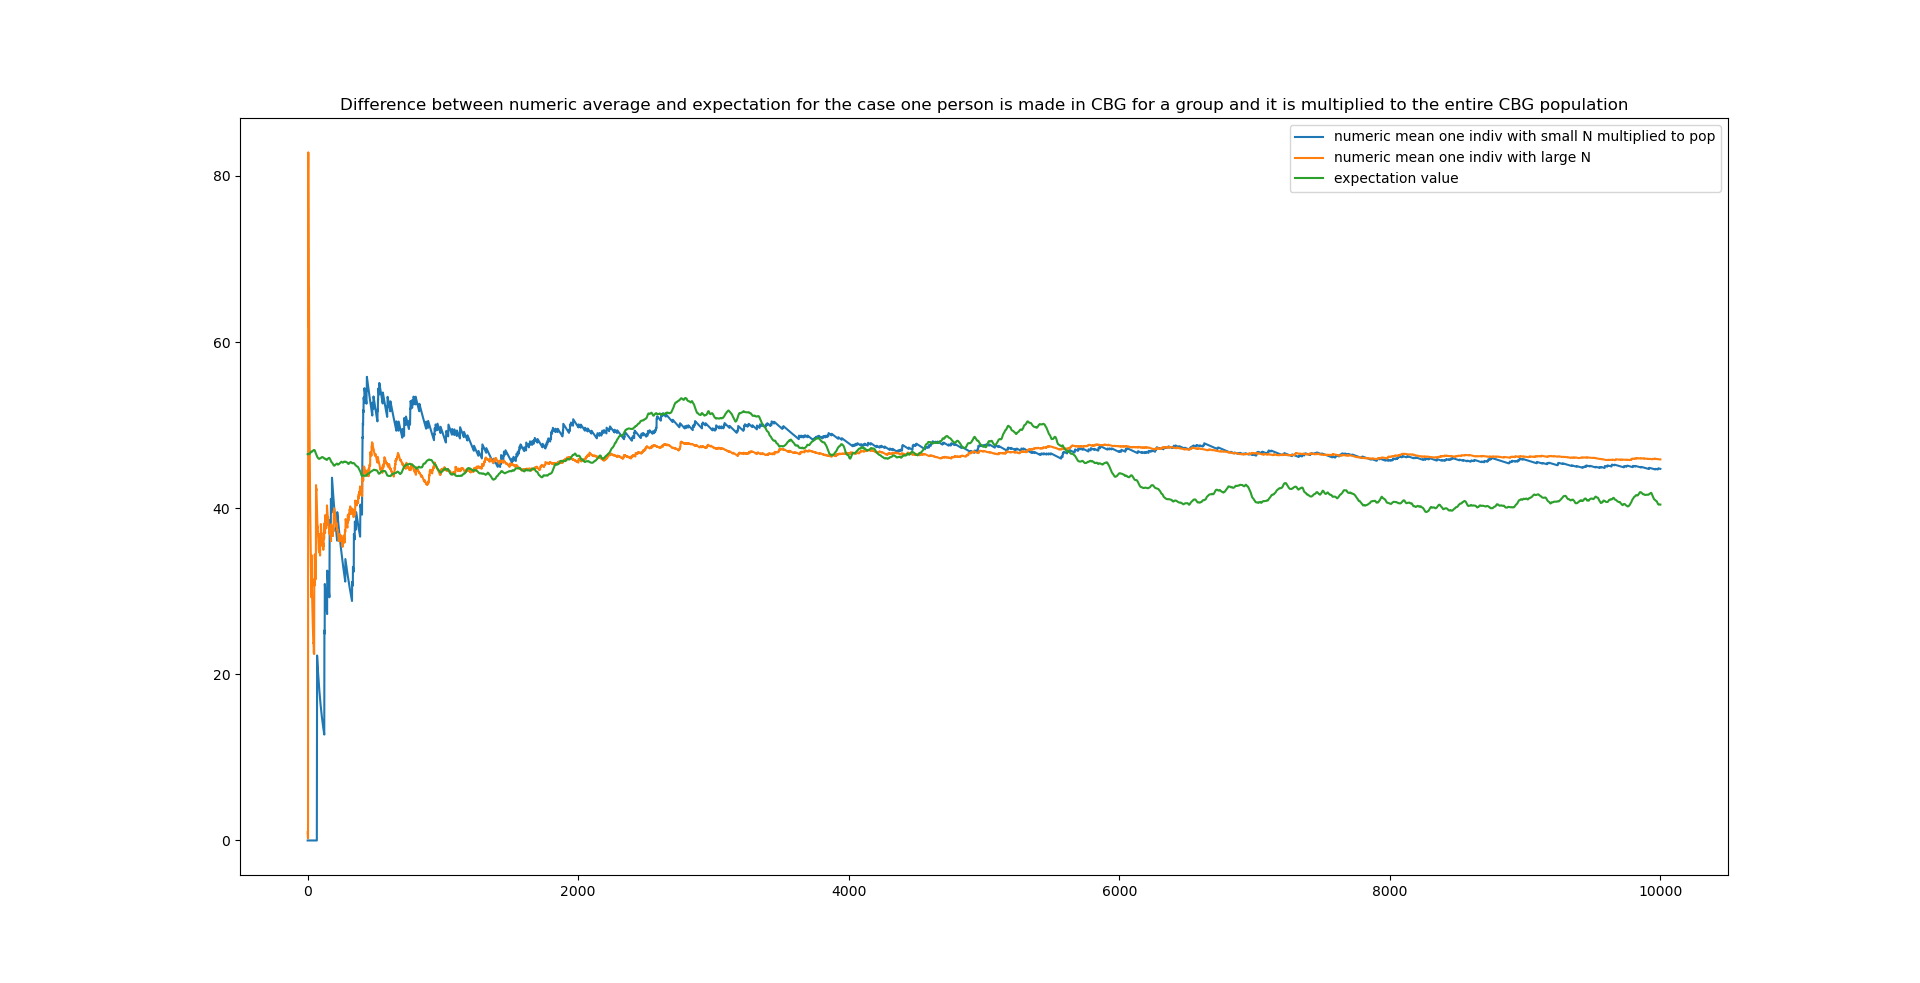 Difference between numeric average and expectation for the case one person is made in CBG for a group and it is multiplied to the entire CBG population
numeric mean one indiv with small N multiplied to pop
numeric mean one indiv with large N
expectation value
80
60
40
20
0
0 2000 4000 6000 8000 10000